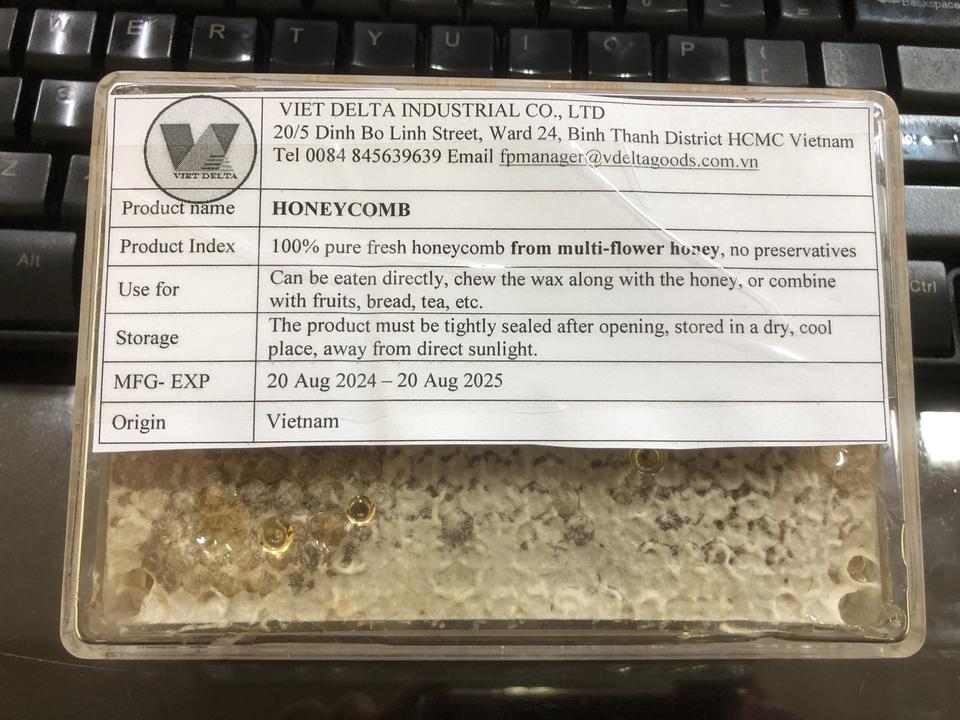 W E R T Y U I O P
Backspace
VIET DELTA
VIET DELTA INDUSTRIAL CO., LTD
20/5 Dinh Bo Linh Street, Ward 24, Binh Thanh District HCMC Vietnam
Tel 0084 845639639 Email fpmanager@vdeltagoods.com.vn
Product name HONEYCOMB
Product Index 100% pure fresh honeycomb from multi-flower honey, no preservatives
Use for Can be eaten directly, chew the wax along with the honey, or combine
with fruits, bread, tea, etc.
Storage The product must be tightly sealed after opening, stored in a dry, cool
place, away from direct sunlight.
MFG- EXP 20 Aug 2024 – 20 Aug 2025
Origin Vietnam
Z
Alt
Ctrl